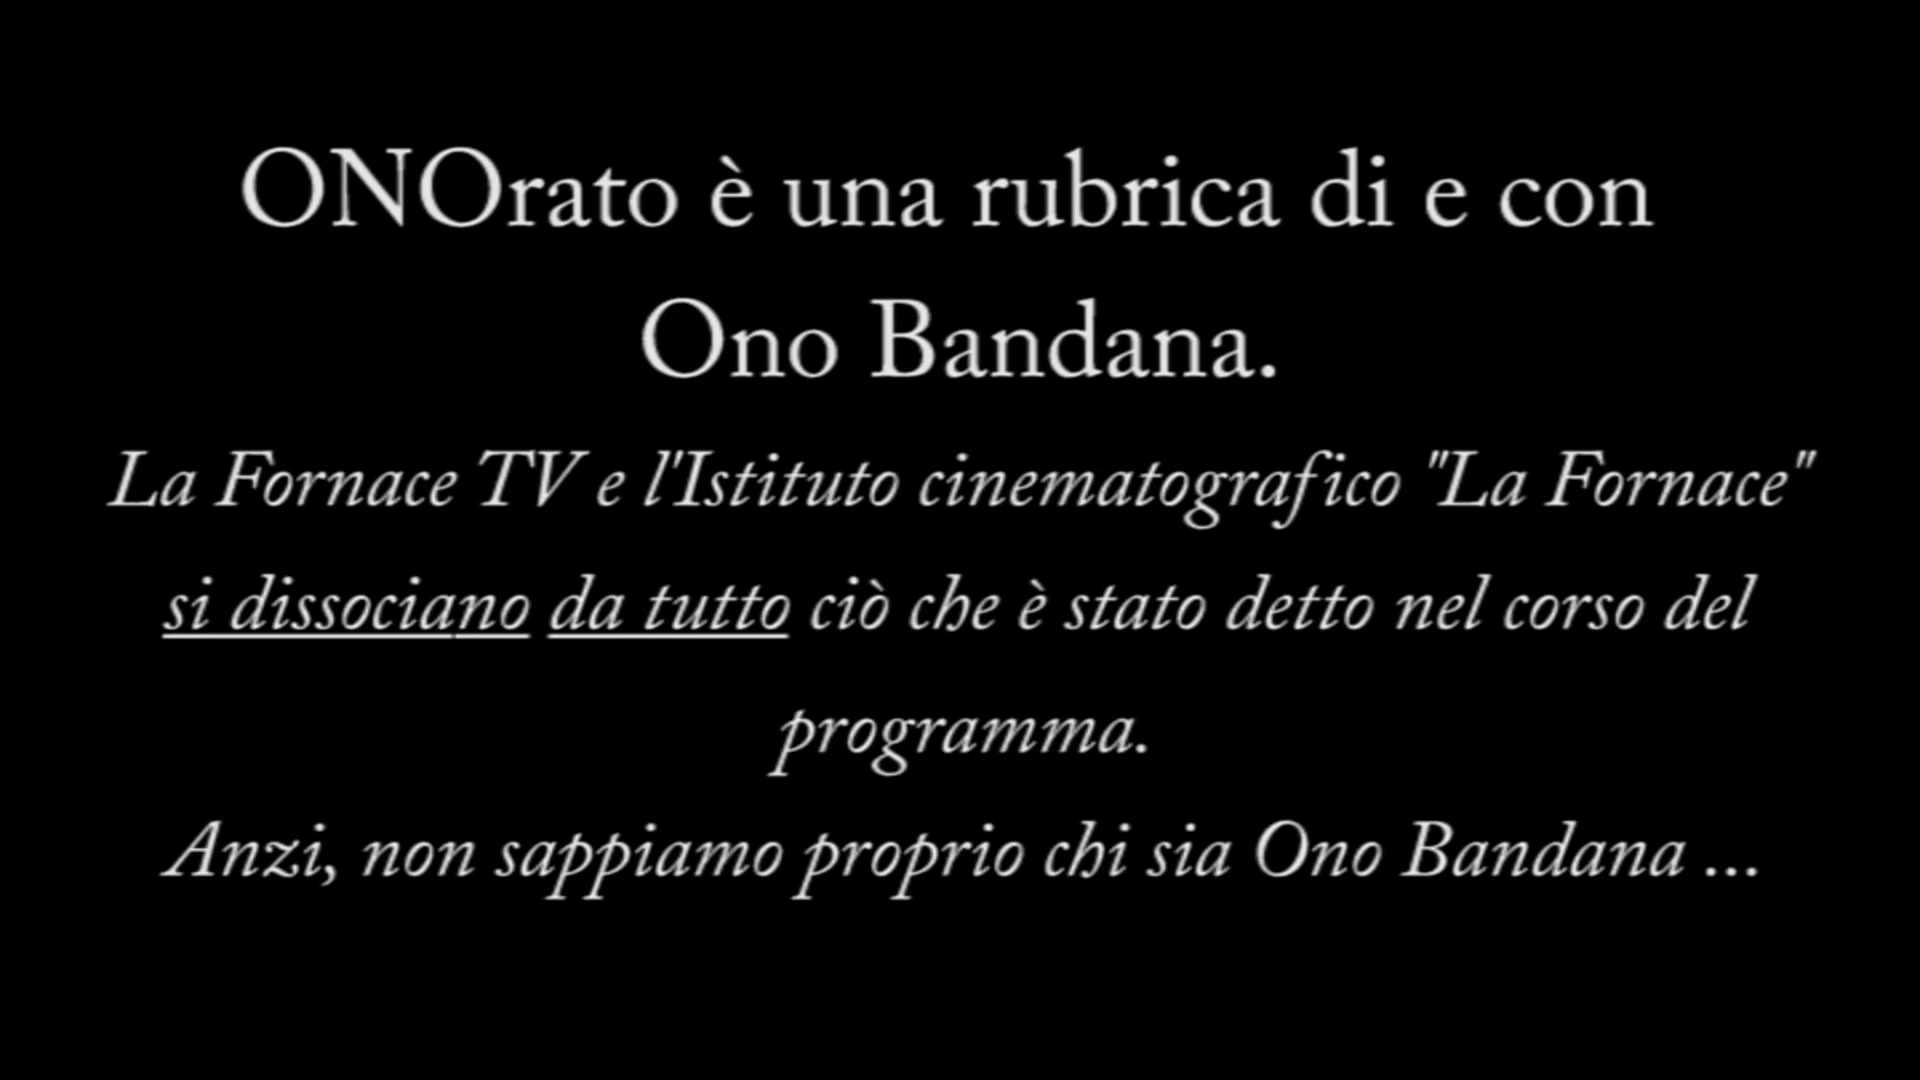 ONOrato è una rubrica di e con
Ono Bandana.
La Fornace TV e l'Istituto cinematografico "La Fornace"
si dissociano da tutto ciò che è stato detto nel corso del
programma.
Anzi, non sappiamo proprio chi sia Ono Bandana ...